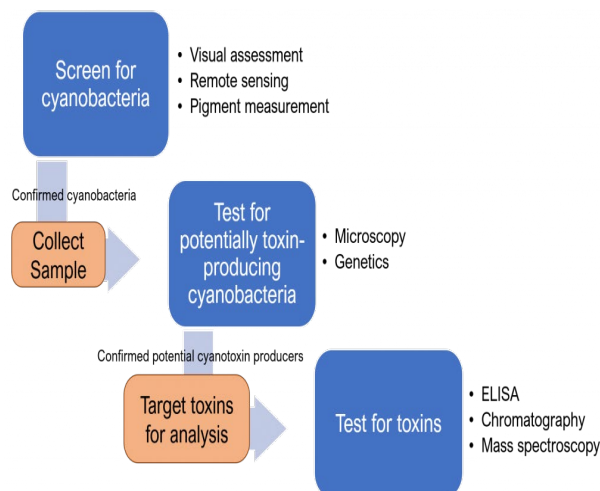 Screen for
cyanobacteria
• Visual assessment
• Remote sensing
• Pigment measurement
Confirmed cyanobacteria
Collect
Sample
Test for
potentially toxin-
producing
cyanobacteria
• Microscopy
• Genetics
Confirmed potential cyanotoxin producers
Target toxins
for analysis
Test for toxins
• ELISA
• Chromatography
• Mass spectroscopy